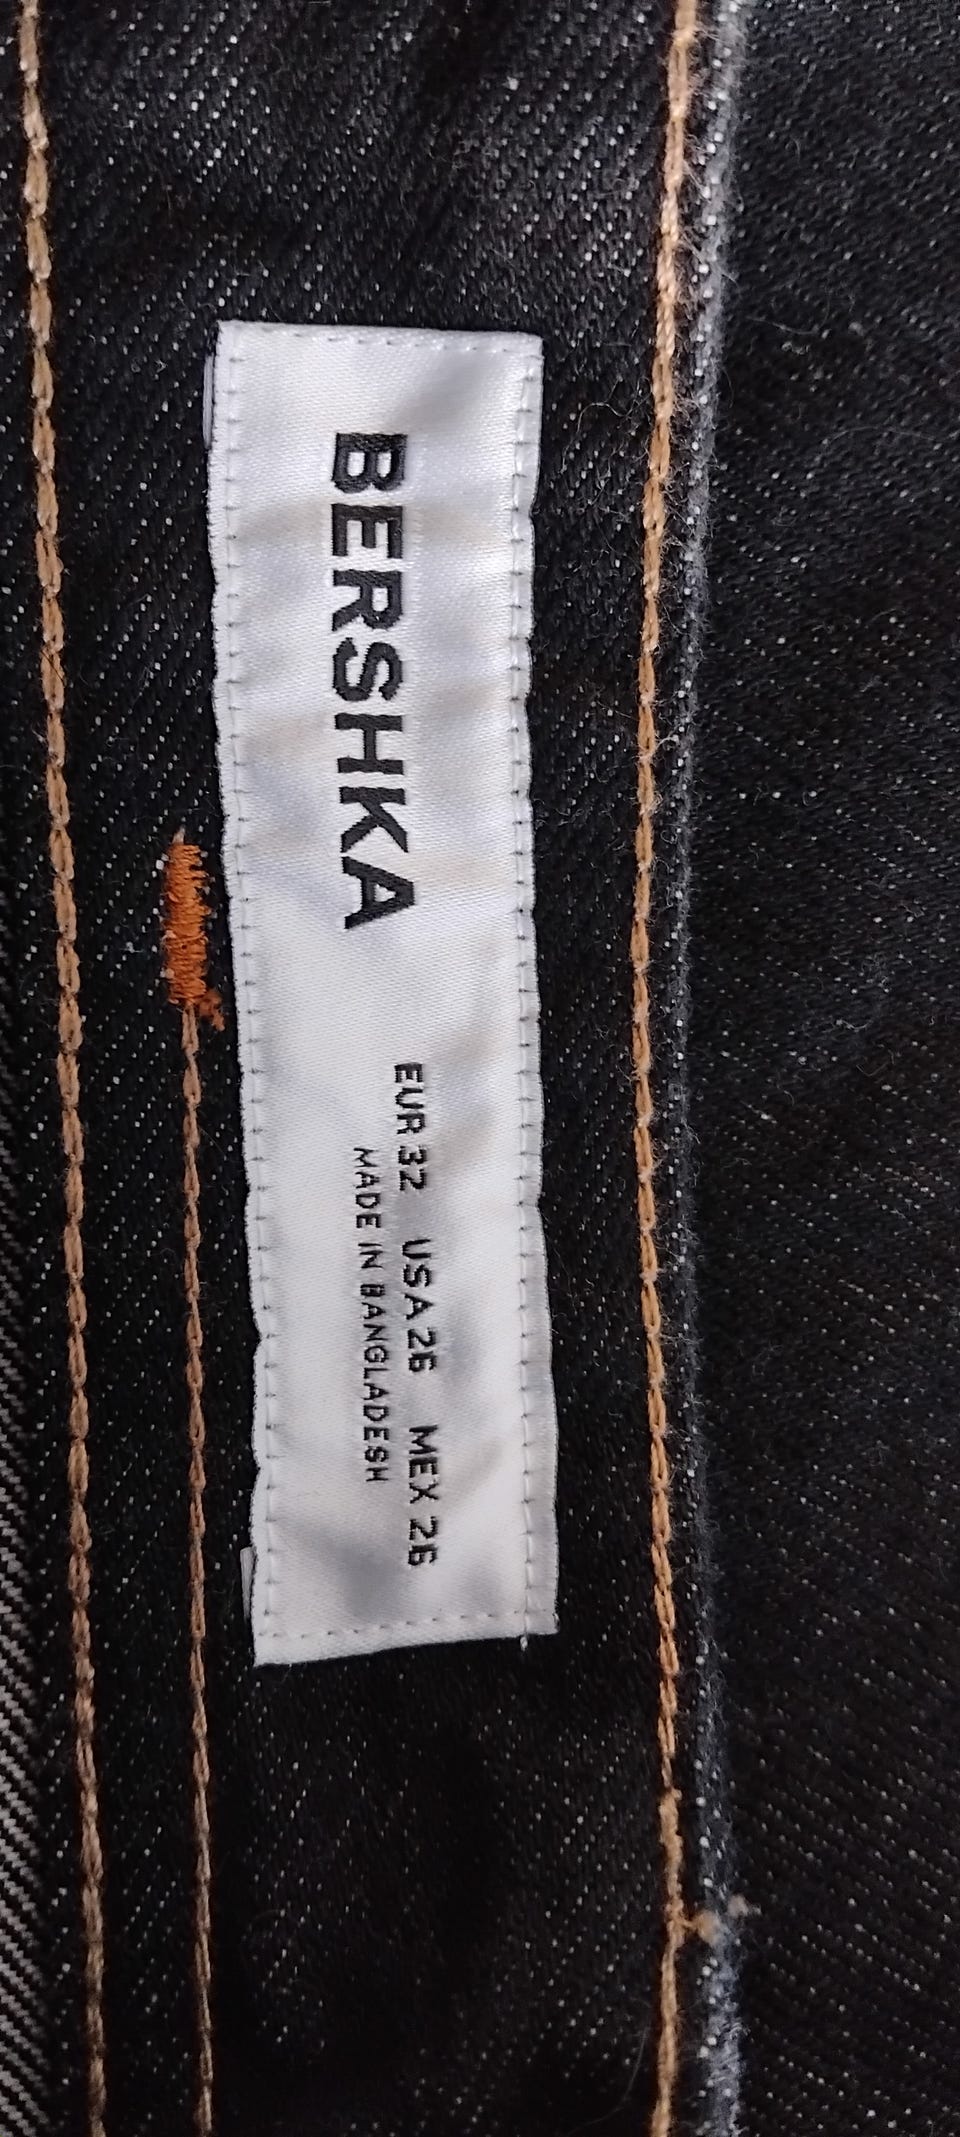 BERSHKA
EUR 32 USA 26 MEX 26
MADE IN BANGLADESH